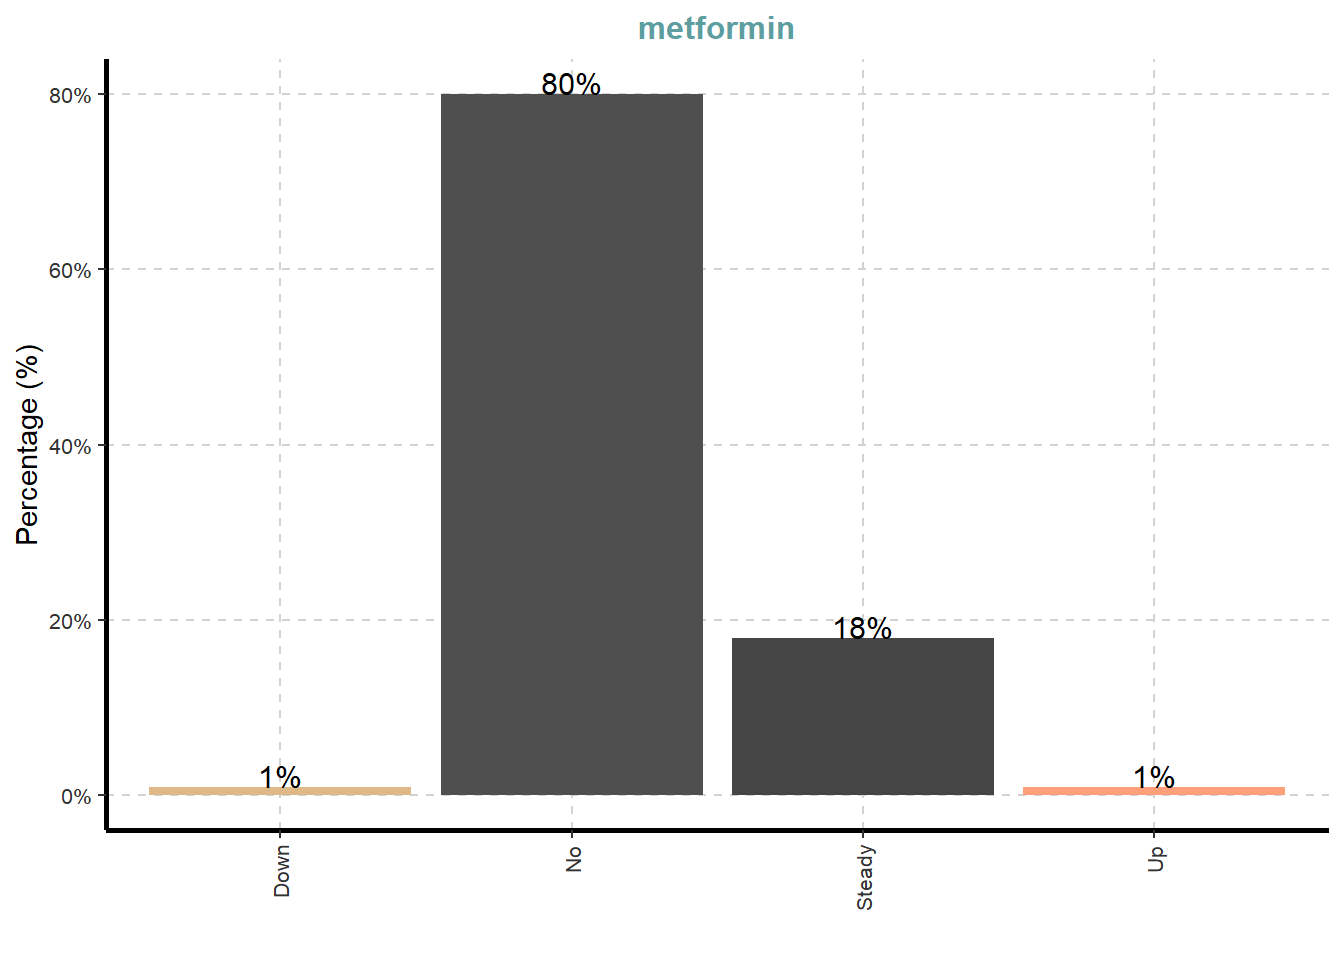 metformin
Percentage (%)
80%
60%
40%
20%
0%
1%
80%
18%
1%
Down
No
Steady
Up